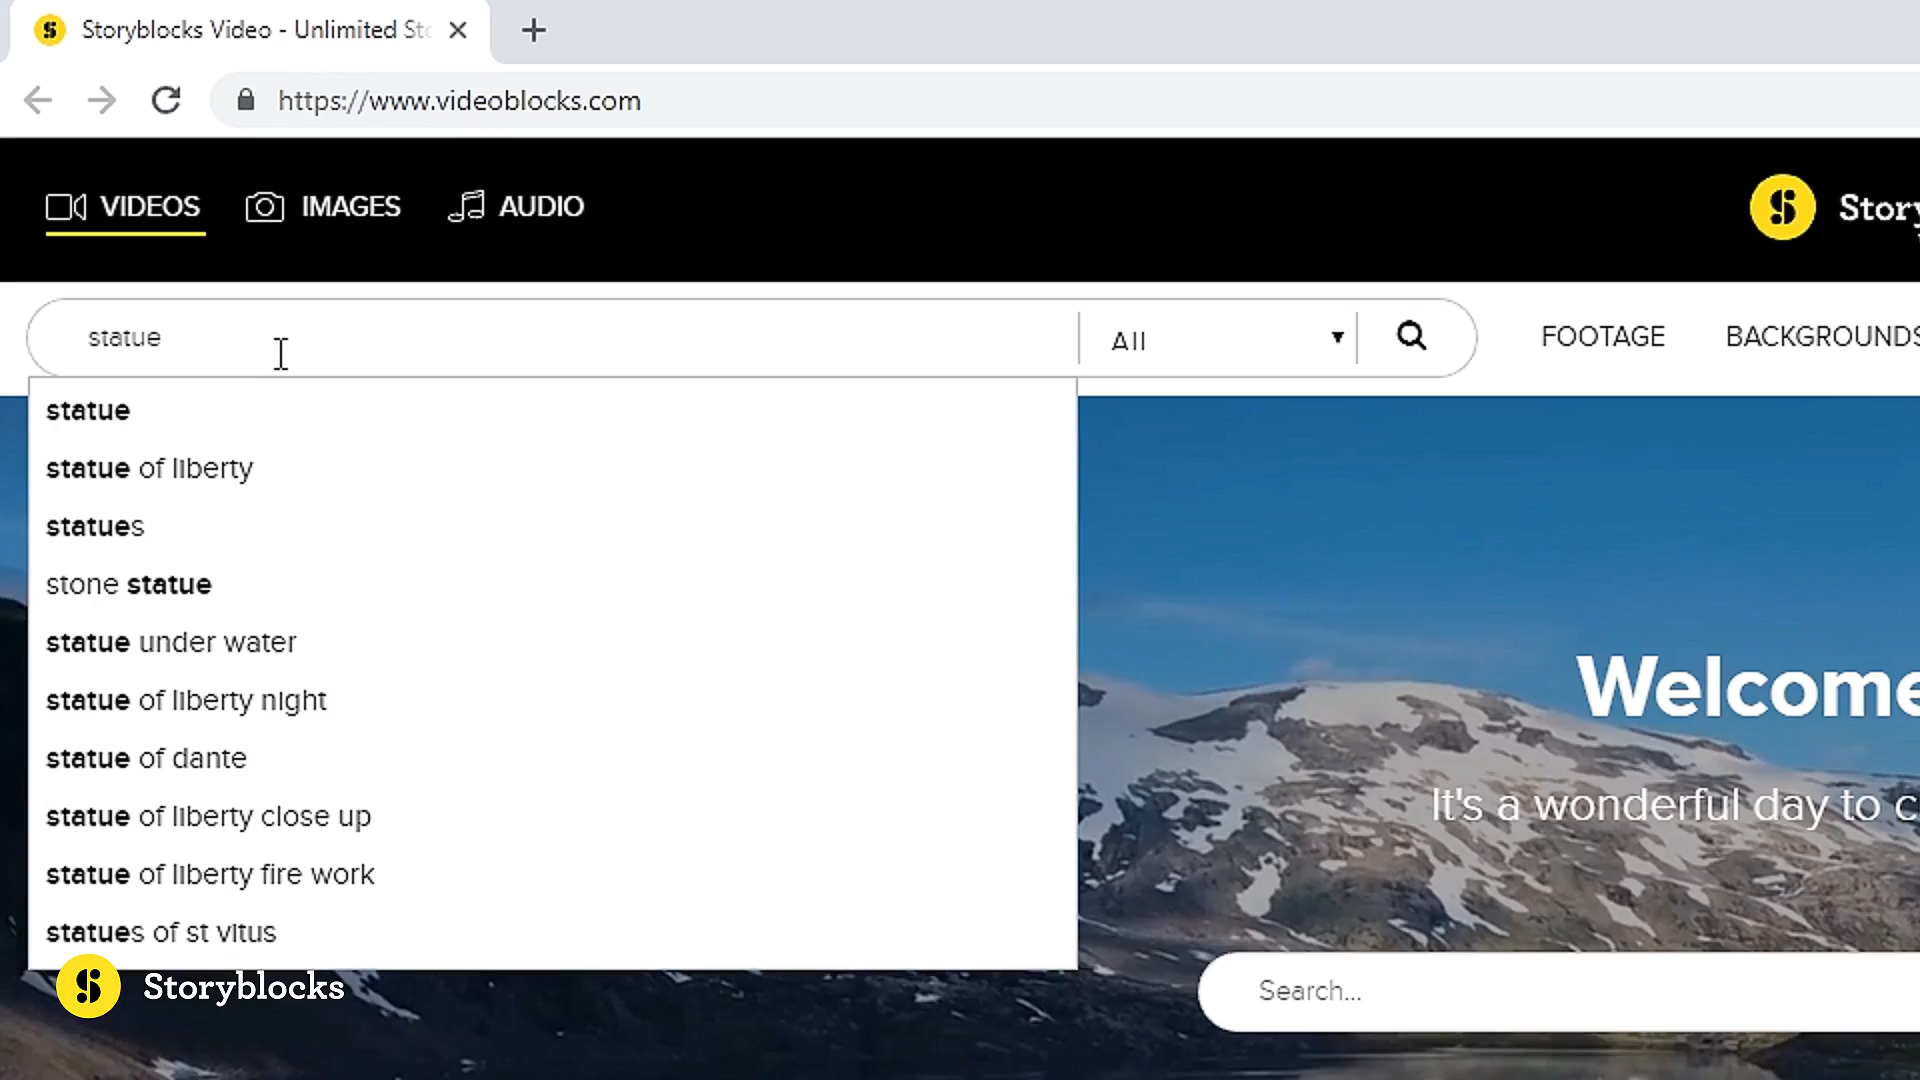 Storyblocks Video - Unlimited Sto
https://www.videoblocks.com
VIDEOS IMAGES AUDIO
Story
statue All FOOTAGE BACKGROUNDS
statue
statue of liberty
statues
stone statue
statue under water
statue of liberty night
statue of dante
statue of liberty close up
statue of liberty fire work
statues of st vitus
Welcome
It's a wonderful day to c
Storyblocks
Search...